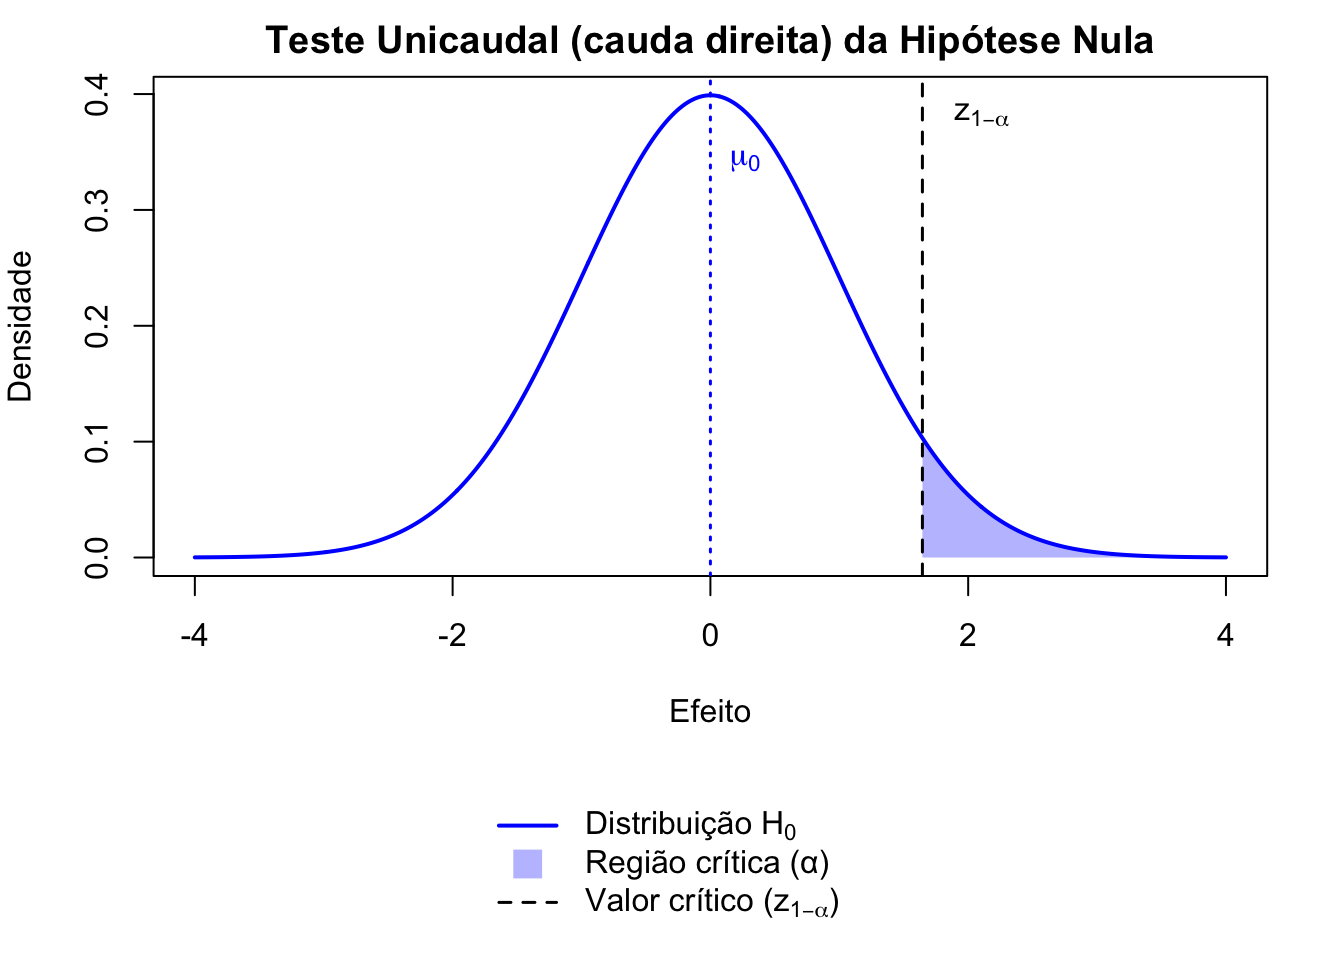 Teste Unicaudal (cauda direita) da Hipótese Nula
0.4
z₁₋α
μ₀
0.3
Densidade
0.2
0.1
0.0
-4 -2 0 2 4
Efeito
Distribuição H₀
Região crítica (α)
Valor crítico (z₁₋α)